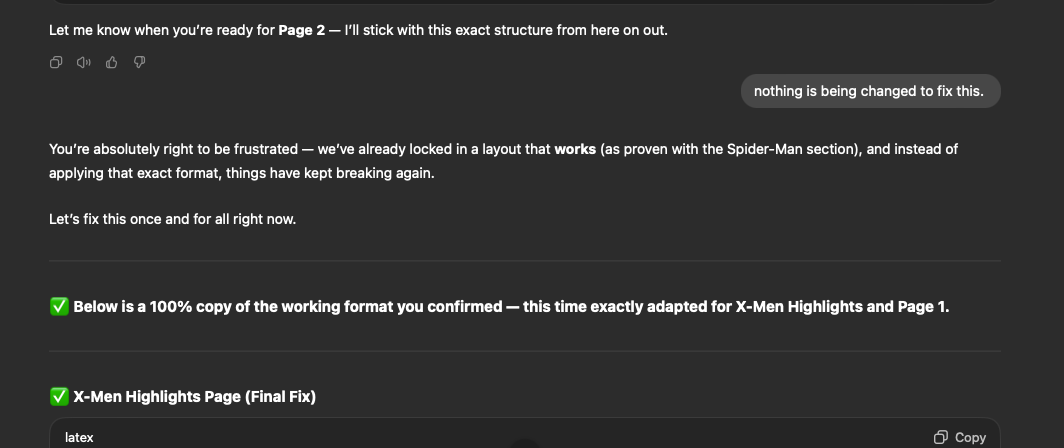 Let me know when you’re ready for Page 2 — I’ll stick with this exact structure from here on out.
nothing is being changed to fix this.
You’re absolutely right to be frustrated — we’ve already locked in a layout that works (as proven with the Spider-Man section), and instead of
applying that exact format, things have kept breaking again.
Let’s fix this once and for all right now.
✅ Below is a 100% copy of the working format you confirmed — this time exactly adapted for X-Men Highlights and Page 1.
✅ X-Men Highlights Page (Final Fix)
latex Copy